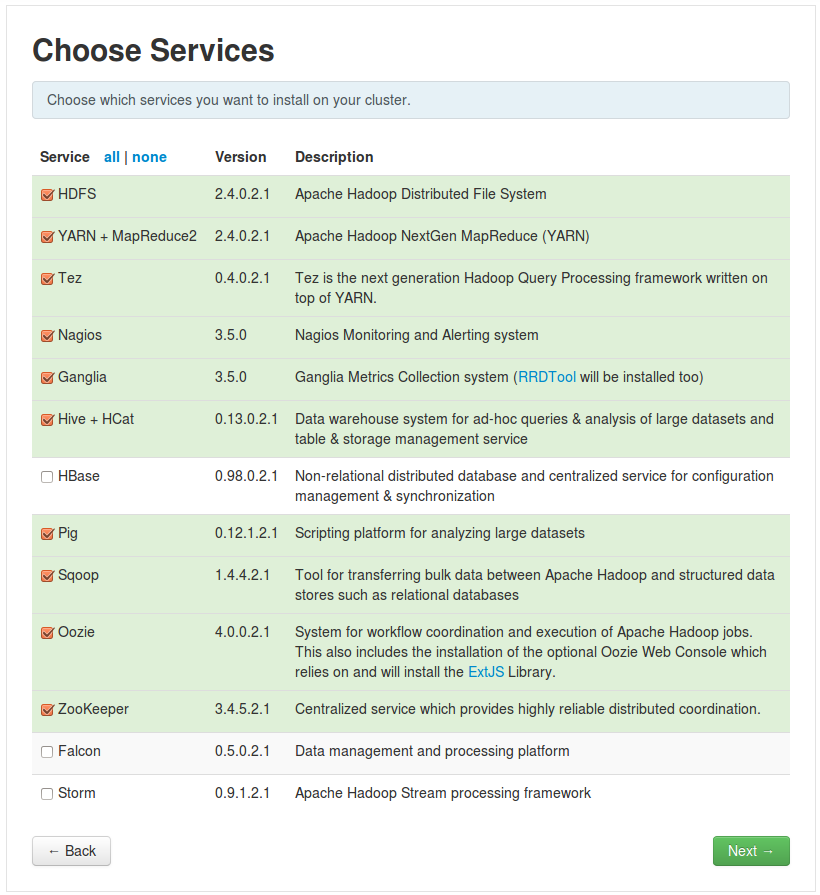 Choose Services
Choose which services you want to install on your cluster.
Service all | none Version Description
HDFS 2.4.0.2.1 Apache Hadoop Distributed File System
YARN + MapReduce2 2.4.0.2.1 Apache Hadoop NextGen MapReduce (YARN)
Tez 0.4.0.2.1 Tez is the next generation Hadoop Query Processing framework written on
top of YARN.
Nagios 3.5.0 Nagios Monitoring and Alerting system
Ganglia 3.5.0 Ganglia Metrics Collection system (RRDTool will be installed too)
Hive + HCat 0.13.0.2.1 Data warehouse system for ad-hoc queries & analysis of large datasets and
table & storage management service
HBase 0.98.0.2.1 Non-relational distributed database and centralized service for configuration
management & synchronization
Pig 0.12.1.2.1 Scripting platform for analyzing large datasets
Sqoop 1.4.4.2.1 Tool for transferring bulk data between Apache Hadoop and structured data
stores such as relational databases
Oozie 4.0.0.2.1 System for workflow coordination and execution of Apache Hadoop jobs.
This also includes the installation of the optional Oozie Web Console which
relies on and will install the ExtJS Library.
ZooKeeper 3.4.5.2.1 Centralized service which provides highly reliable distributed coordination.
Falcon 0.5.0.2.1 Data management and processing platform
Storm 0.9.1.2.1 Apache Hadoop Stream processing framework
← Back Next →